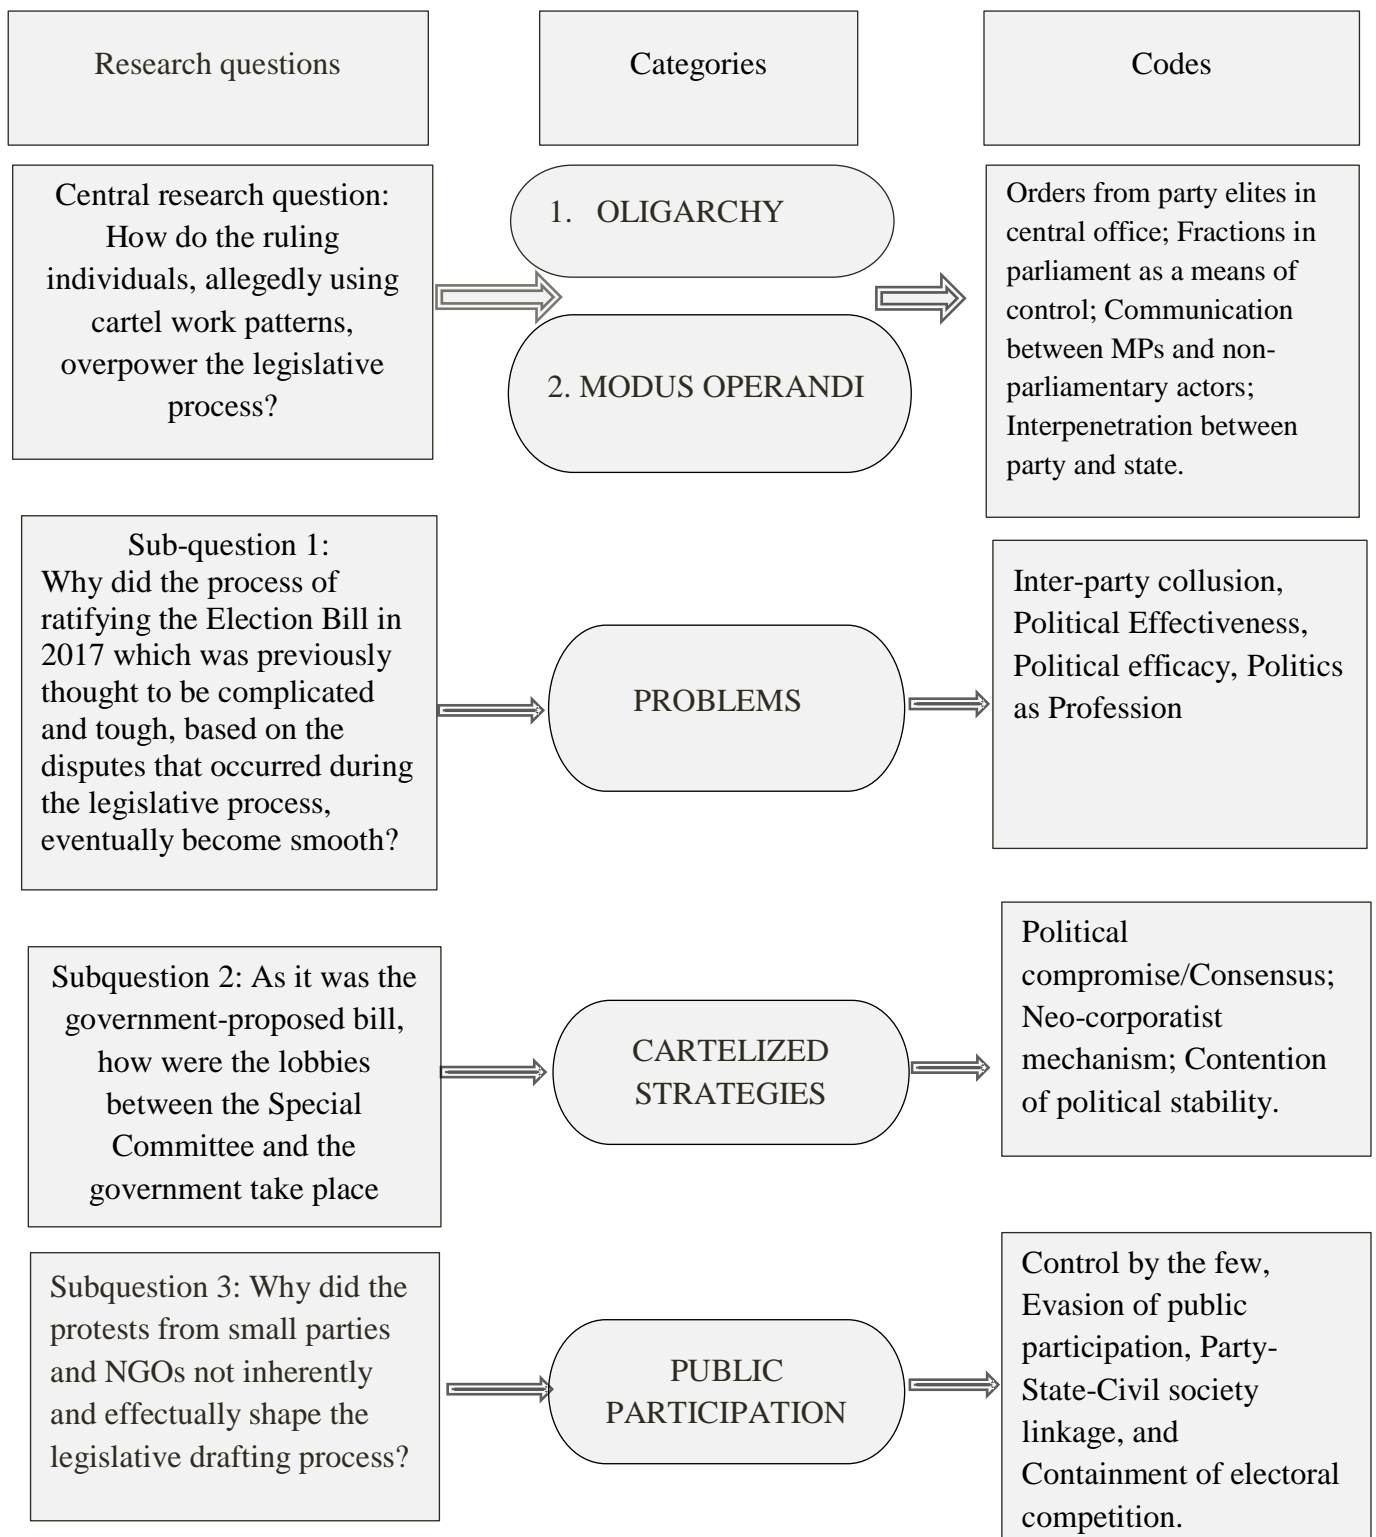 Research questions
Categories
Codes
Central research question:
How do the ruling
individuals, allegedly using
cartel work patterns,
overpower the legislative
process?
1. OLIGARCHY
2. MODUS OPERANDI
Orders from party elites in
central office; Fractions in
parliament as a means of
control; Communication
between MPs and non-
parliamentary actors;
Interpenetration between
party and state.
Sub-question 1:
Why did the process of
ratifying the Election Bill in
2017 which was previously
thought to be complicated
and tough, based on the
disputes that occurred during
the legislative process,
eventually become smooth?
PROBLEMS
Inter-party collusion,
Political Effectiveness,
Political efficacy, Politics
as Profession
Subquestion 2: As it was the
government-proposed bill,
how were the lobbies
between the Special
Committee and the
government take place
CARTELIZED
STRATEGIES
Political
compromise/Consensus;
Neo-corporatist
mechanism; Contention
of political stability.
Subquestion 3: Why did the
protests from small parties
and NGOs not inherently
and effectually shape the
legislative drafting process?
PUBLIC
PARTICIPATION
Control by the few,
Evasion of public
participation, Party-
State-Civil society
linkage, and
Containment of electoral
competition.